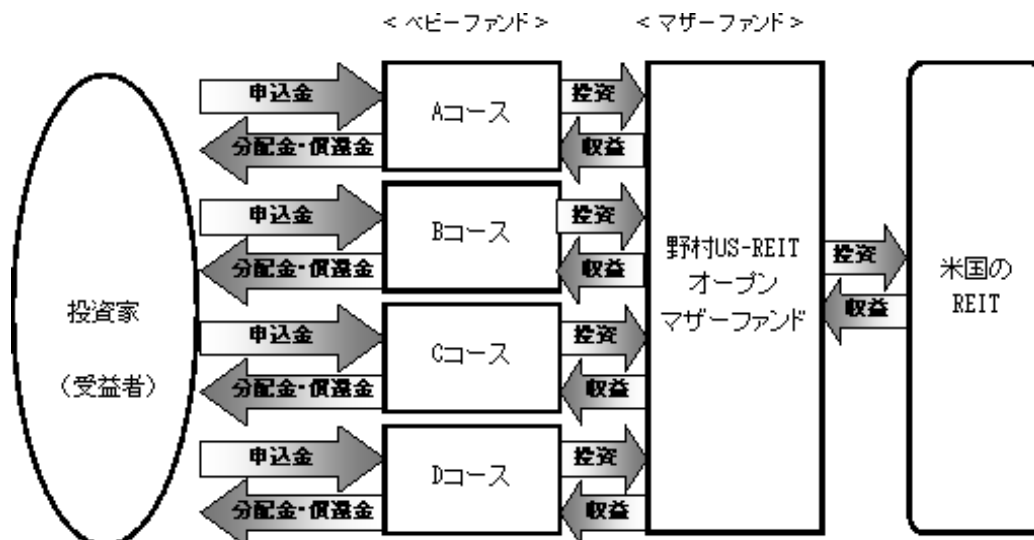 ＜ベビーファンド＞
＜マザーファンド＞
申込金
Aコース
投資
分配金・償還金
収益
申込金
Bコース
投資
分配金・償還金
収益
申込金
Cコース
投資
分配金・償還金
収益
申込金
Dコース
投資
分配金・償還金
収益
投資家
（受益者）
野村US-REIT
オープン
マザーファンド
投資
収益
米国の
REIT